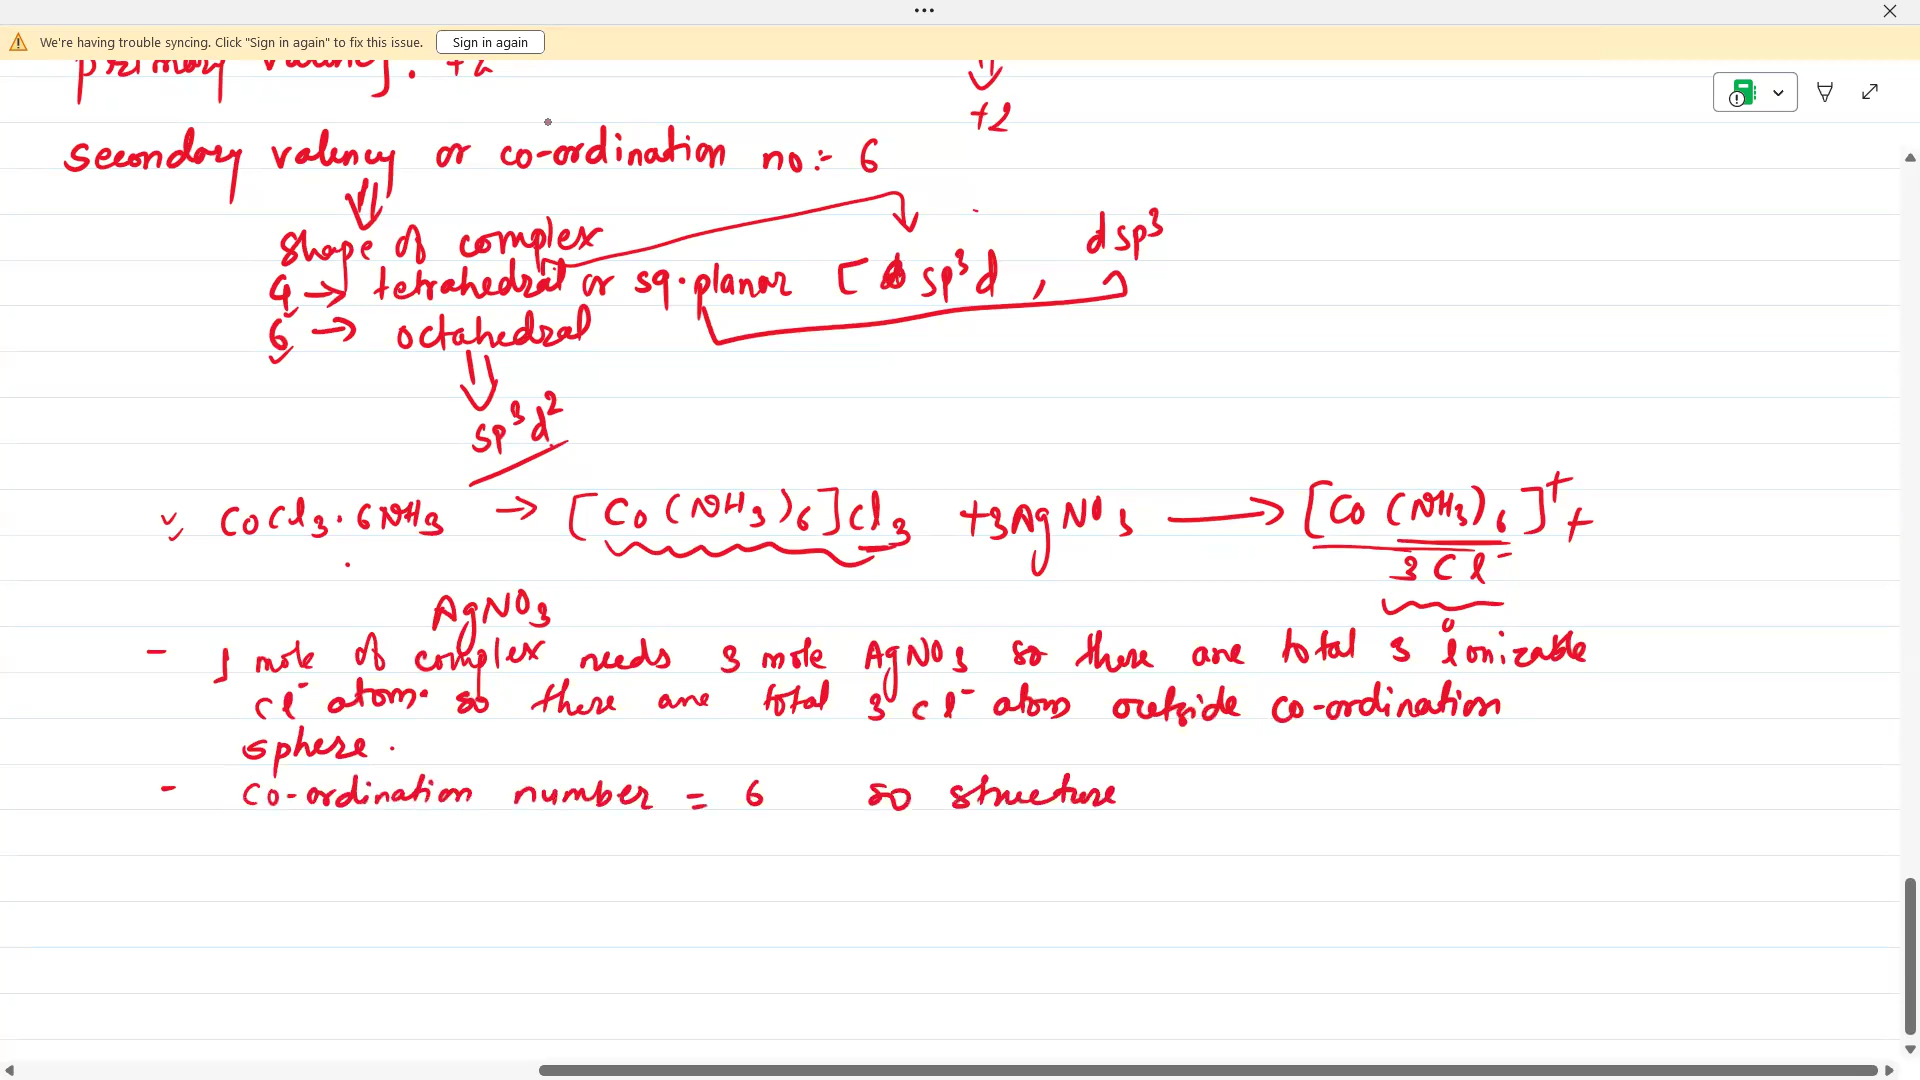 We're having trouble syncing. Click "Sign in again" to fix this issue. Sign in again
primary valency: +2
+2
secondary valency or co-ordination no:- 6
shape of complex
4 → tetrahedral or sq.planar [ sp³d , dsp³
6 → octahedral
sp³d²
CoCl₃·6NH₃ → [Co(NH₃)₆]Cl₃ +3AgNO₃ ⟶ [Co(NH₃)₆]⁺ +
3Cl⁻
AgNO₃
- 1 mole of complex needs 3 mole AgNO₃ so there are total 3 ionizable
Cl⁻ atom. so there are total 3 Cl⁻ atom outside co-ordination
sphere.
- co-ordination number = 6 so structure